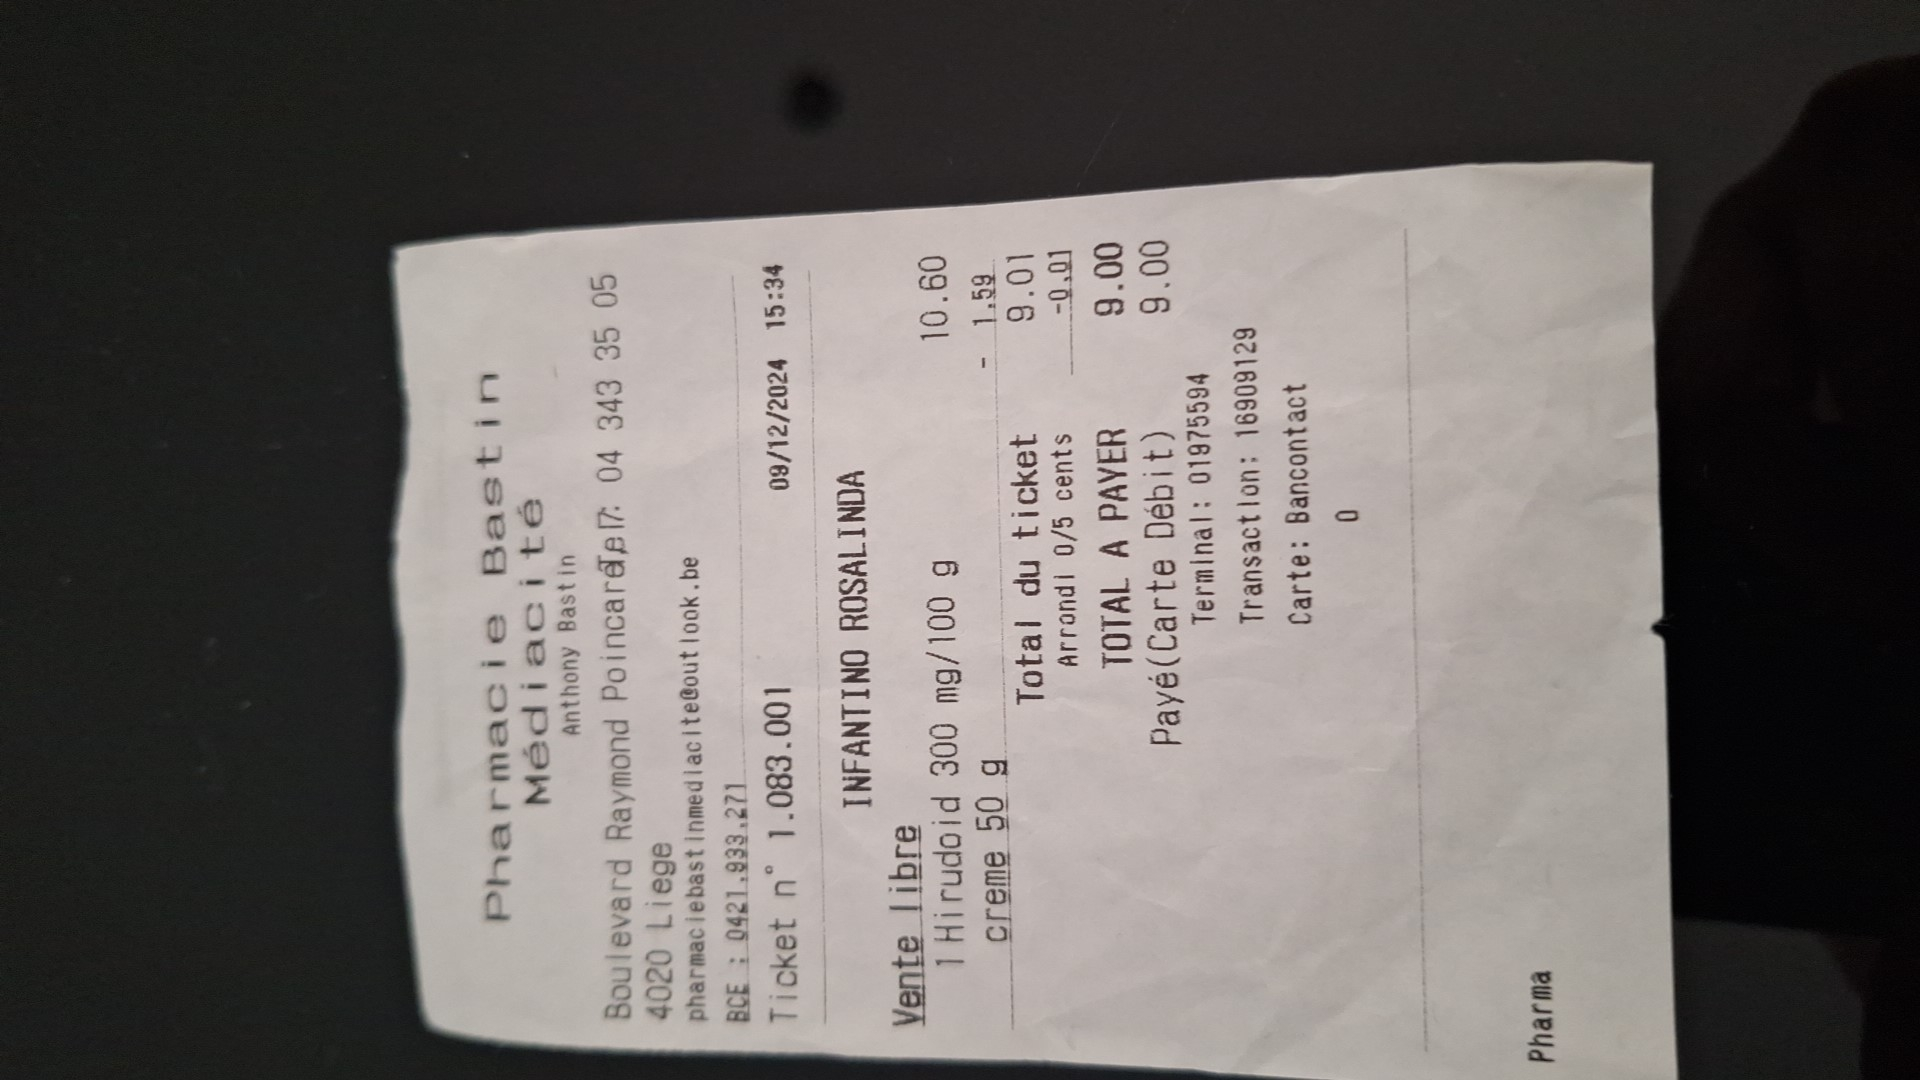 Pharmacie Bastin
Médiacité
Anthony Bastin
Boulevard Raymond Poincaré, 7 Tel : 04 343 35 05
4020 Liege
pharmaciebastinmediacite@outlook.be
BCE : 0421.933.271
Ticket n° 1.083.001 09/12/2024 15:34
INFANTINO ROSALINDA
Vente libre
1 Hirudoid 300 mg/100 g 10.60
creme 50 g - 1.59
Total du ticket 9.01
Arrondi 0/5 cents -0.01
TOTAL A PAYER 9.00
Payé(Carte Débit) 9.00
Terminal: 01975594
Transaction: 16909129
Carte: Bancontact
0
Pharma